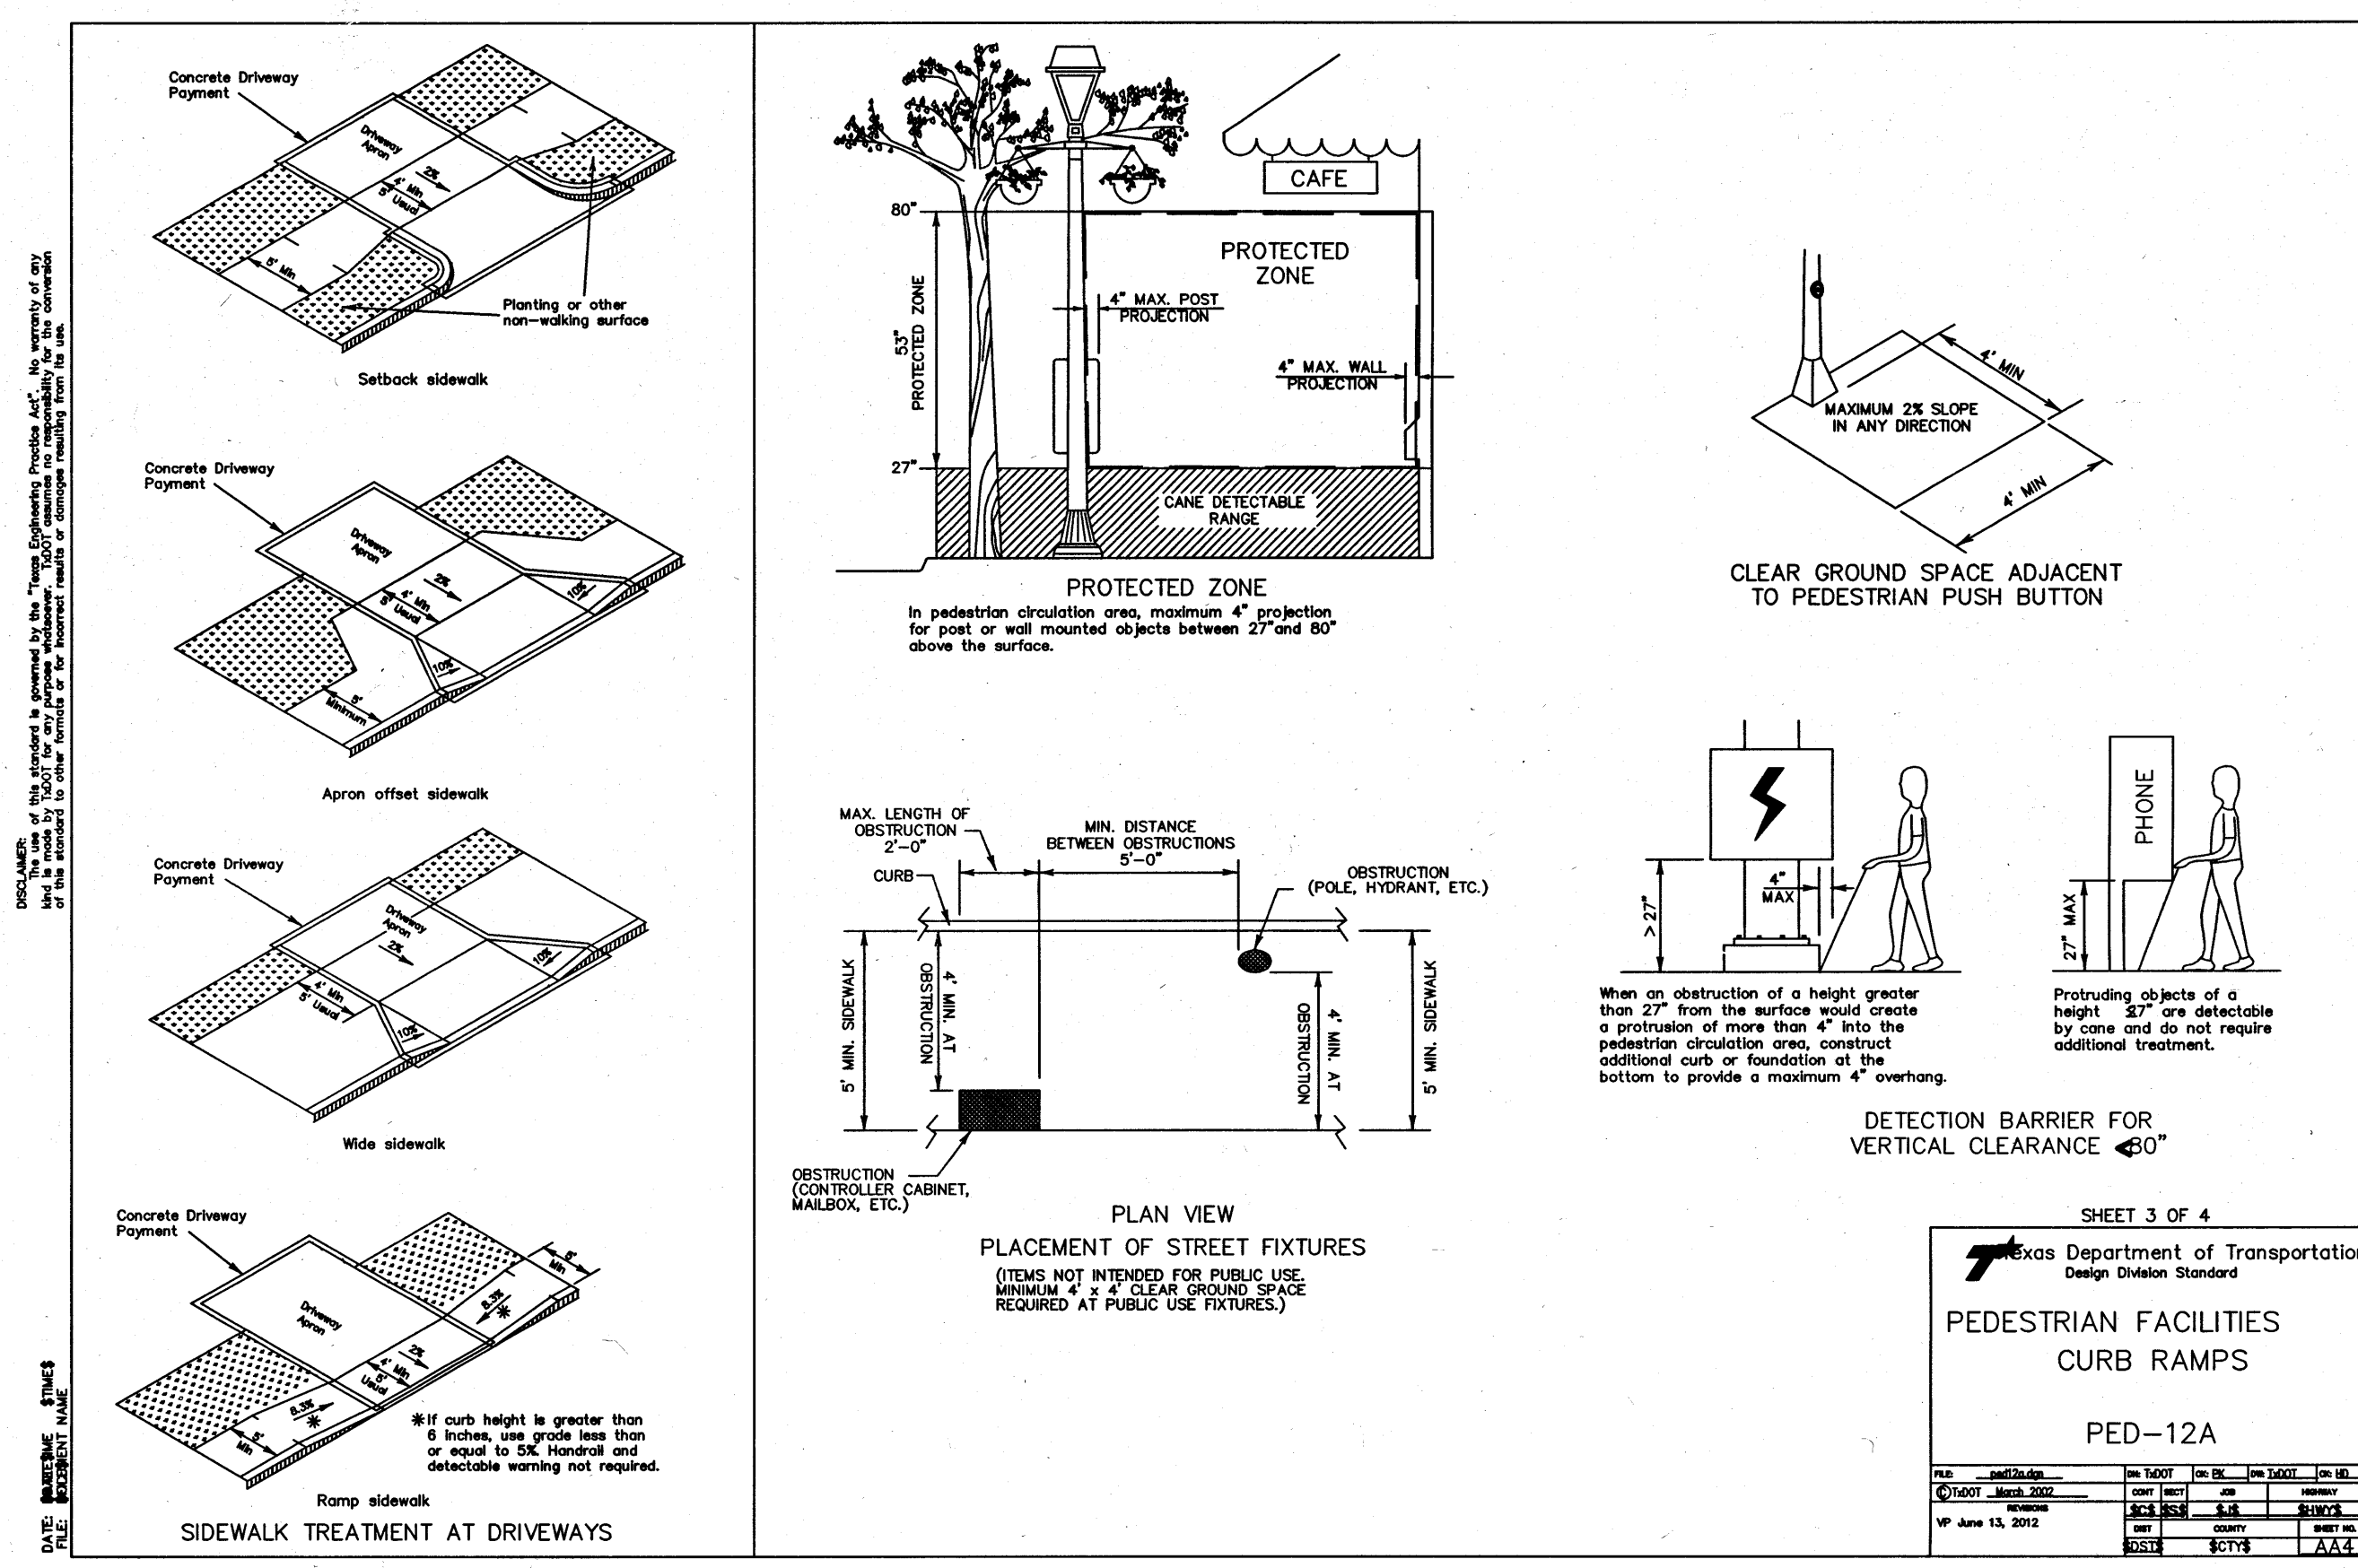 DISCLAIMER:
The use of this standard is governed by the "Texas Engineering Practice Act". No warranty of any
kind is made by TxDOT for any purpose whatsoever. TxDOT assumes no responsibility for the conversion
of this standard to other formats or for incorrect results or damages resulting from its use.
DATE: $TIME$
FILE:
Concrete Driveway
Payment
Driveway
Apron
2%
4' Min
5' Usual
5' Min
Planting or other
non-walking surface
Setback sidewalk
Concrete Driveway
Payment
Driveway
Apron
2%
4' Min
5' Usual
10%
10%
5'
Minimum
Apron offset sidewalk
Concrete Driveway
Payment
Driveway
Apron
2%
4' Min
5' Usual
10%
10%
Wide sidewalk
Concrete Driveway
Payment
5'
Min
8.3%
*
Driveway
Apron
2%
4' Min
5'
Usual
8.3%
*
5'
Min
*If curb height is greater than
6 inches, use grade less than
or equal to 5%. Handrail and
detectable warning not required.
Ramp sidewalk
SIDEWALK TREATMENT AT DRIVEWAYS
CAFE
80"
PROTECTED
ZONE
53"
PROTECTED ZONE
4" MAX. POST
PROJECTION
4" MAX. WALL
PROJECTION
27"
CANE DETECTABLE
RANGE
PROTECTED ZONE
In pedestrian circulation area, maximum 4" projection
for post or wall mounted objects between 27"and 80"
above the surface.
MAX. LENGTH OF
OBSTRUCTION
2'-0"
MIN. DISTANCE
BETWEEN OBSTRUCTIONS
5'-0"
CURB
OBSTRUCTION
(POLE, HYDRANT, ETC.)
5' MIN. SIDEWALK
4' MIN. AT
OBSTRUCTION
4' MIN. AT
OBSTRUCTION
5' MIN. SIDEWALK
OBSTRUCTION
(CONTROLLER CABINET,
MAILBOX, ETC.)
PLAN VIEW
PLACEMENT OF STREET FIXTURES
(ITEMS NOT INTENDED FOR PUBLIC USE.
MINIMUM 4' x 4' CLEAR GROUND SPACE
REQUIRED AT PUBLIC USE FIXTURES.)
4' MIN
MAXIMUM 2% SLOPE
IN ANY DIRECTION
4' MIN
CLEAR GROUND SPACE ADJACENT
TO PEDESTRIAN PUSH BUTTON
4"
MAX
>27"
PHONE
27" MAX
When an obstruction of a height greater
than 27" from the surface would create
a protrusion of more than 4" into the
pedestrian circulation area, construct
additional curb or foundation at the
bottom to provide a maximum 4" overhang.
Protruding objects of a
height ≤27" are detectable
by cane and do not require
additional treatment.
DETECTION BARRIER FOR
VERTICAL CLEARANCE <80"
SHEET 3 OF 4
Texas Department of Transportation
Design Division Standard
PEDESTRIAN FACILITIES
CURB RAMPS
PED-12A
FILE: ped12a.dgn DN: TxDOT CK: PK DW: TxDOT CK: HD
©TxDOT March 2002 CONT SECT JOB HIGHWAY
REVISIONS
VP June 13, 2012
$C$ $S$ $J$ $HWY$
DIST COUNTY SHEET NO.
$DST$ $CTY$ AA4